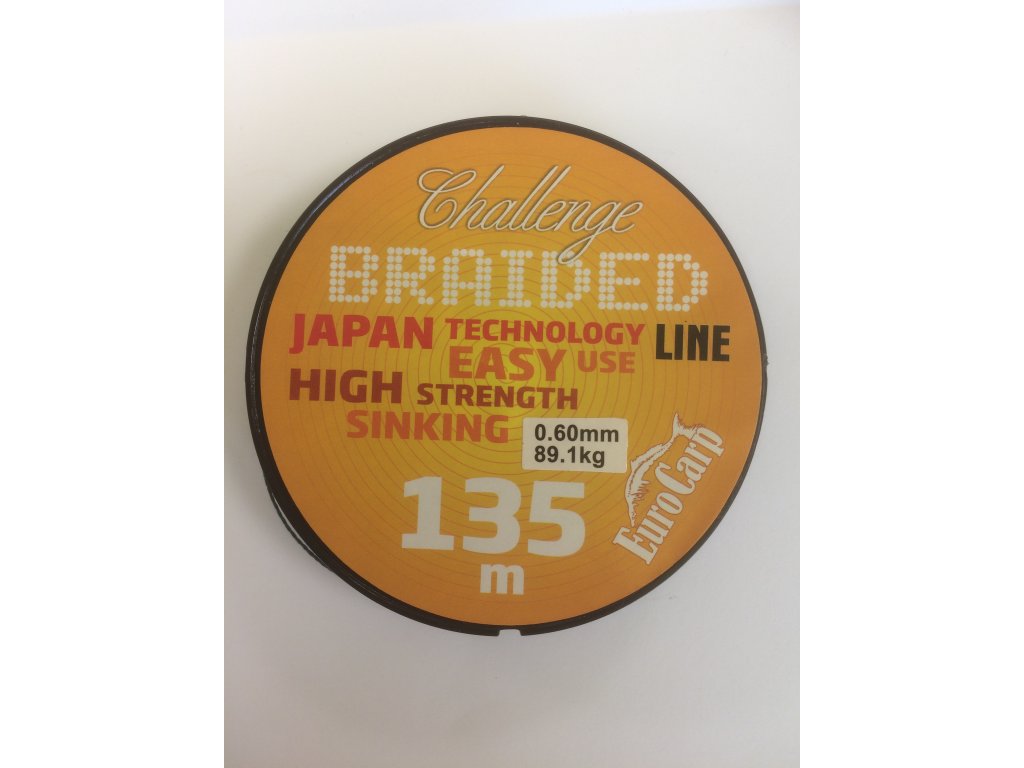 Challenge
BRAIDED
JAPAN TECHNOLOGY LINE
EASY USE
HIGH STRENGTH
SINKING
0.60mm
89.1kg
135
m
EuroCarp